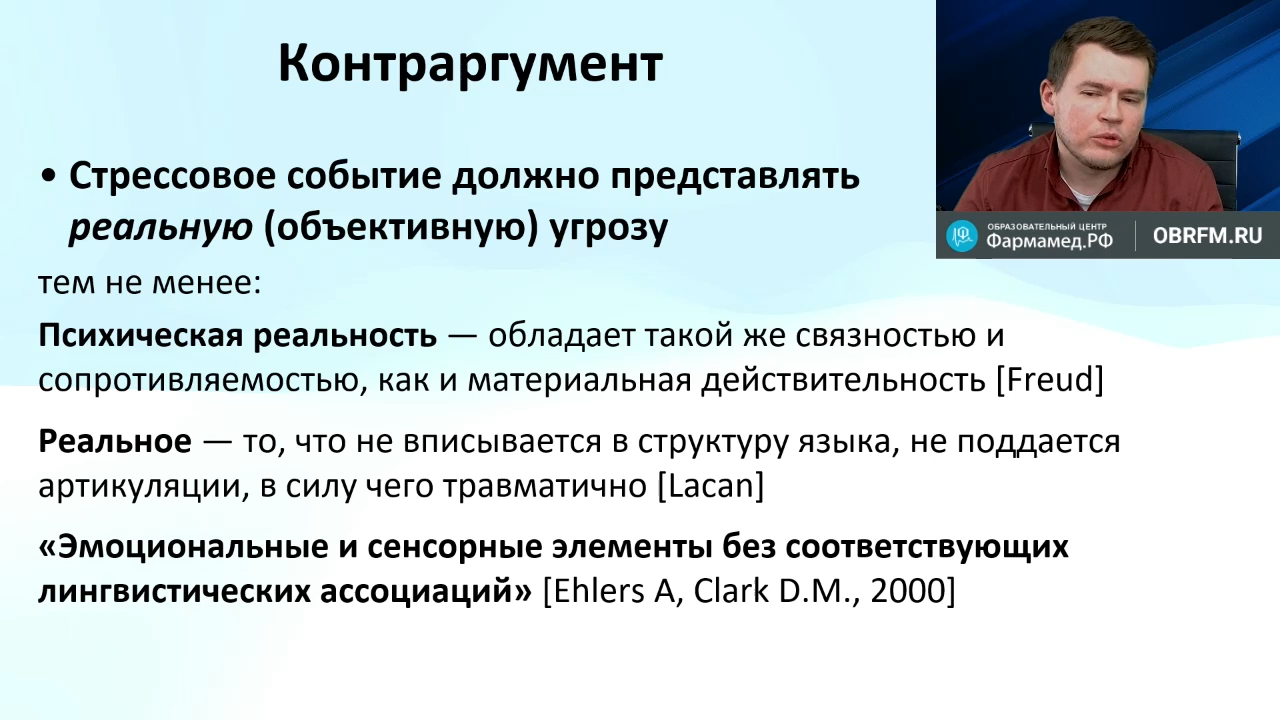 Контраргумент
• Стрессовое событие должно представлять
реальную (объективную) угрозу
тем не менее:
Психическая реальность — обладает такой же связностью и
сопротивляемостью, как и материальная действительность [Freud]
Реальное — то, что не вписывается в структуру языка, не поддается
артикуляции, в силу чего травматично [Lacan]
«Эмоциональные и сенсорные элементы без соответствующих
лингвистических ассоциаций» [Ehlers A, Clark D.M., 2000]
ОБРАЗОВАТЕЛЬНЫЙ ЦЕНТР
Фармамед.РФ
OBRFM.RU